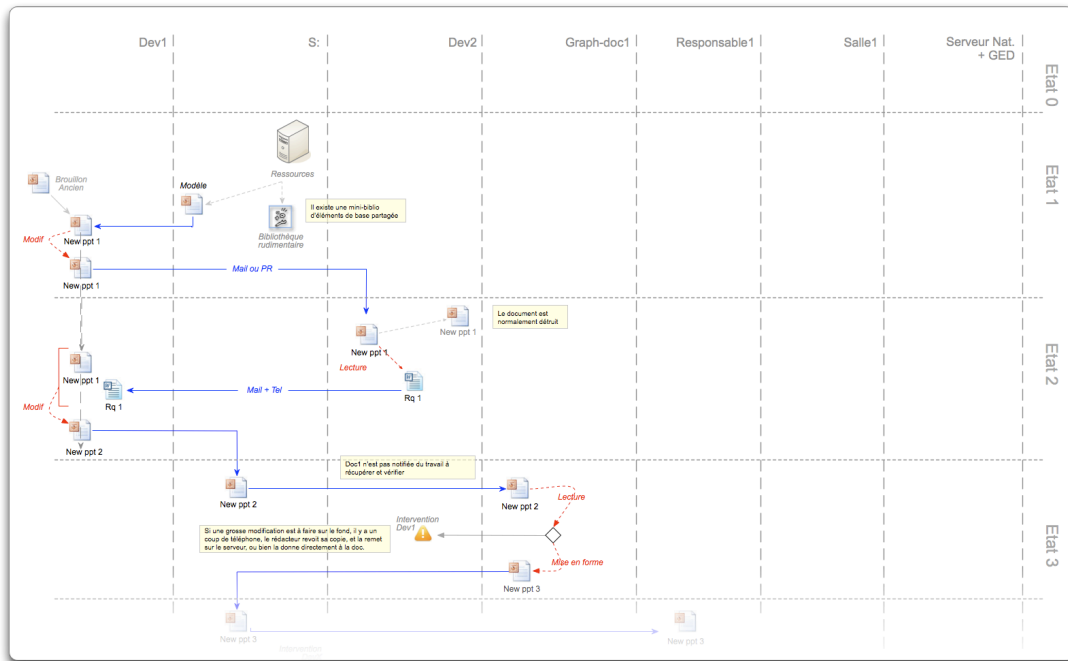 Dev1
S:
Dev2
Graph-doc1
Responsable1
Salle1
Serveur Nat.
+ GED
Etat 0
Ressources
Etat 1
Brouillon
Ancien
Modèle
Il existe une mini-biblio
d'éléments de base partagée
New ppt 1
Bibliothèque
rudimentaire
Modif
New ppt 1
Mail ou PR
Le document est
normalement détruit
New ppt 1
New ppt 1
Etat 2
Lecture
New ppt 1
Rq 1
Mail + Tel
Rq 1
Modif
New ppt 2
Doc1 n'est pas notifiée du travail à
récupérer et vérifier
New ppt 2
New ppt 2
Lecture
Intervention
Dev1
Si une grosse modification est à faire sur le fond, il y a un
coup de téléphone, le rédacteur revoit sa copie, et la remet
sur le serveur, ou bien la donne directement à la doc.
Etat 3
Mise en forme
New ppt 3
New ppt 3
New ppt 3
Intervention